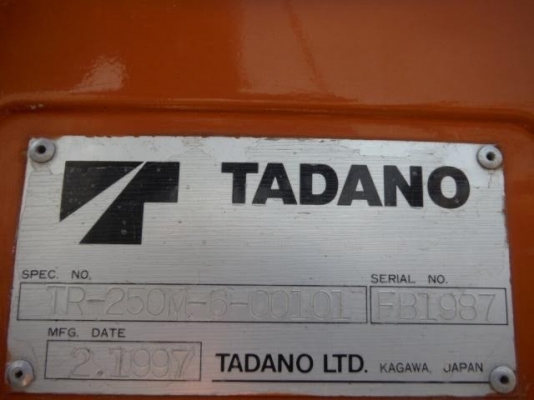 TADANO
SPEC. NO.
SERIAL NO.
TR-250M-6-00101
FB1987
MFG. DATE
2.1997
TADANO LTD. KAGAWA, JAPAN